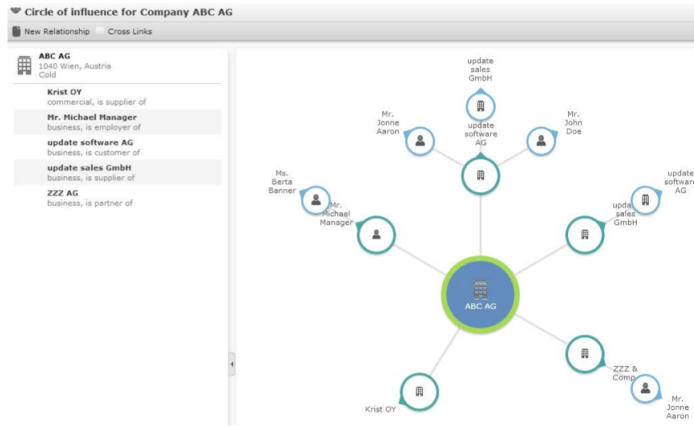 Circle of influence for Company ABC AG
New Relationship
Cross Links
ABC AG
1040 Wien, Austria
Cold
Krist OY
commercial, is supplier of
Mr. Michael Manager
business, is employer of
update software AG
business, is customer of
update sales GmbH
business, is supplier of
ZZZ AG
business, is partner of
update
sales
GmbH
Mr.
Jonne
Aaron
update
software
AG
Mr.
John
Doe
Ms.
Berta
Banner
Mr.
Michael
Manager
update
software
AG
sales
GmbH
ABC AG
ZZZ &
Comp
Krist OY
Mr.
Jonne
Aaron